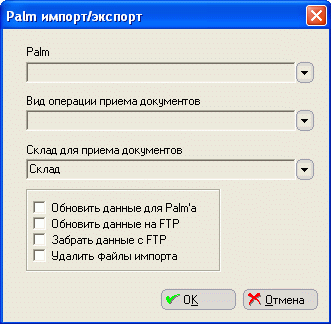 Palm импорт/экспорт
Palm
Вид операции приема документов
Склад для приема документов
Склад
Обновить данные для Palm'а
Обновить данные на FTP
Забрать данные с FTP
Удалить файлы импорта
OK
Отмена